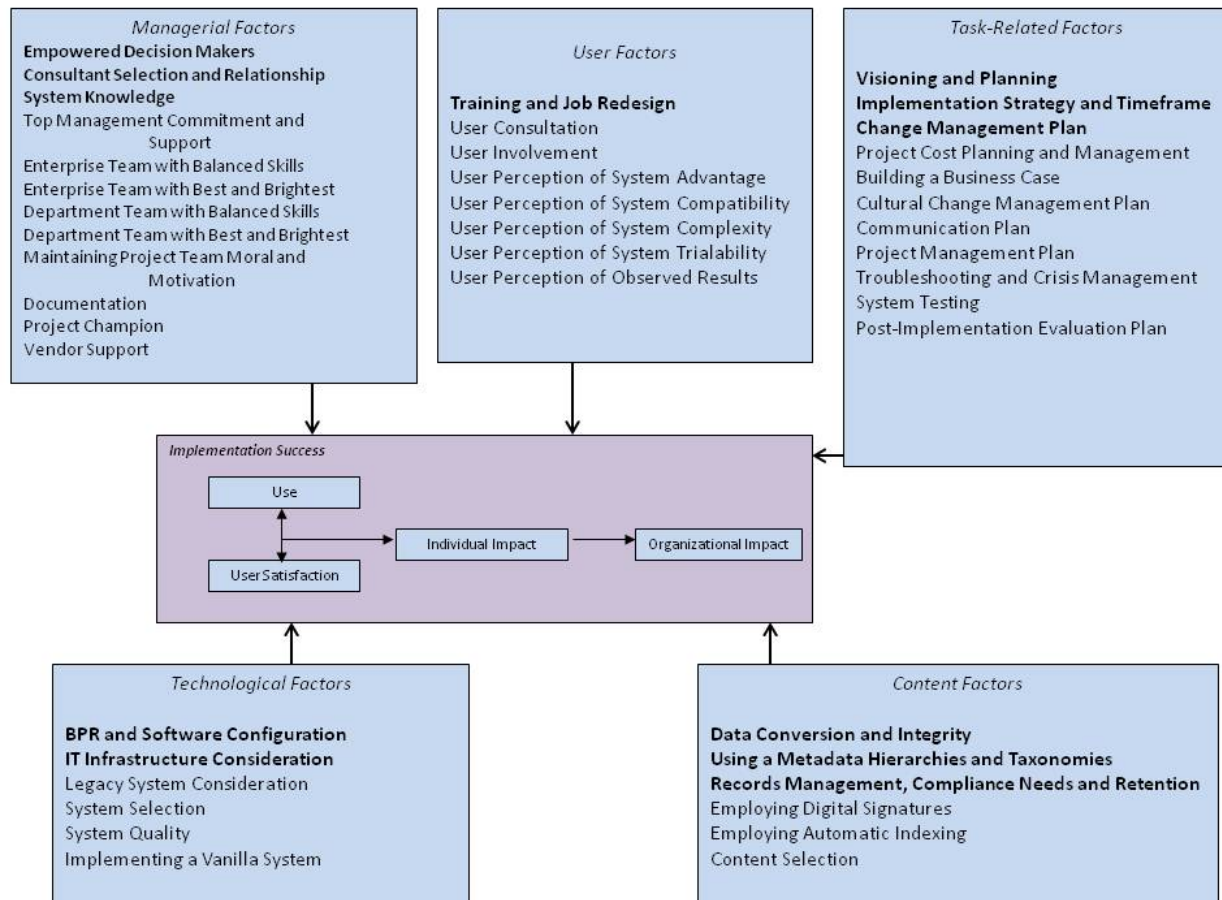 Managerial Factors
Empowered Decision Makers
Consultant Selection and Relationship
System Knowledge
Top Management Commitment and
Support
Enterprise Team with Balanced Skills
Enterprise Team with Best and Brightest
Department Team with Balanced Skills
Department Team with Best and Brightest
Maintaining Project Team Moral and
Motivation
Documentation
Project Champion
Vendor Support
User Factors
Training and Job Redesign
User Consultation
User Involvement
User Perception of System Advantage
User Perception of System Compatibility
User Perception of System Complexity
User Perception of System Trialability
User Perception of Observed Results
Task-Related Factors
Visioning and Planning
Implementation Strategy and Timeframe
Change Management Plan
Project Cost Planning and Management
Building a Business Case
Cultural Change Management Plan
Communication Plan
Project Management Plan
Troubleshooting and Crisis Management
System Testing
Post-Implementation Evaluation Plan
Implementation Success
Use
Individual Impact
Organizational Impact
User Satisfaction
Technological Factors
BPR and Software Configuration
IT Infrastructure Consideration
Legacy System Consideration
System Selection
System Quality
Implementing a Vanilla System
Content Factors
Data Conversion and Integrity
Using a Metadata Hierarchies and Taxonomies
Records Management, Compliance Needs and Retention
Employing Digital Signatures
Employing Automatic Indexing
Content Selection